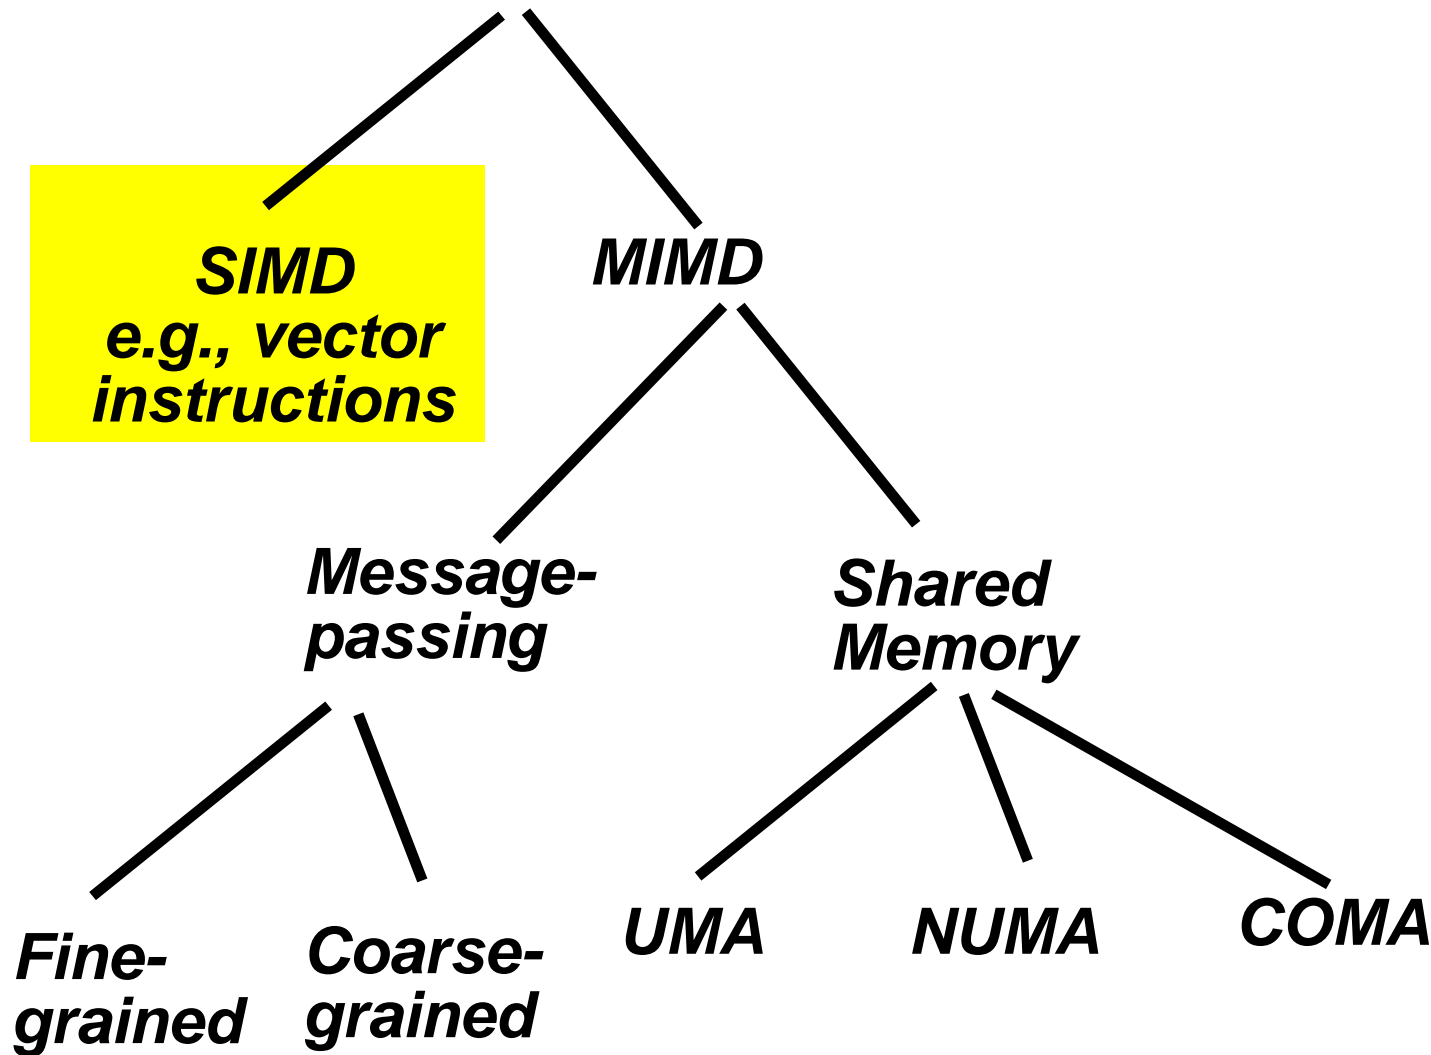 SIMD
e.g., vector
instructions
MIMD
Message-
passing
Shared
Memory
Fine-
grained
Coarse-
grained
UMA
NUMA
COMA